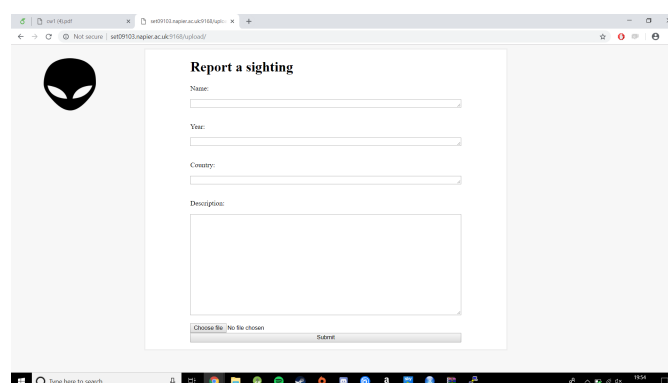 cw1 (4).pdf
set09103.napier.ac.uk:9168/uploa
Not secure | set09103.napier.ac.uk:9168/upload/
Report a sighting
Name:
Year:
Country:
Description:
Choose file No file chosen
Submit
Type here to search
19:54